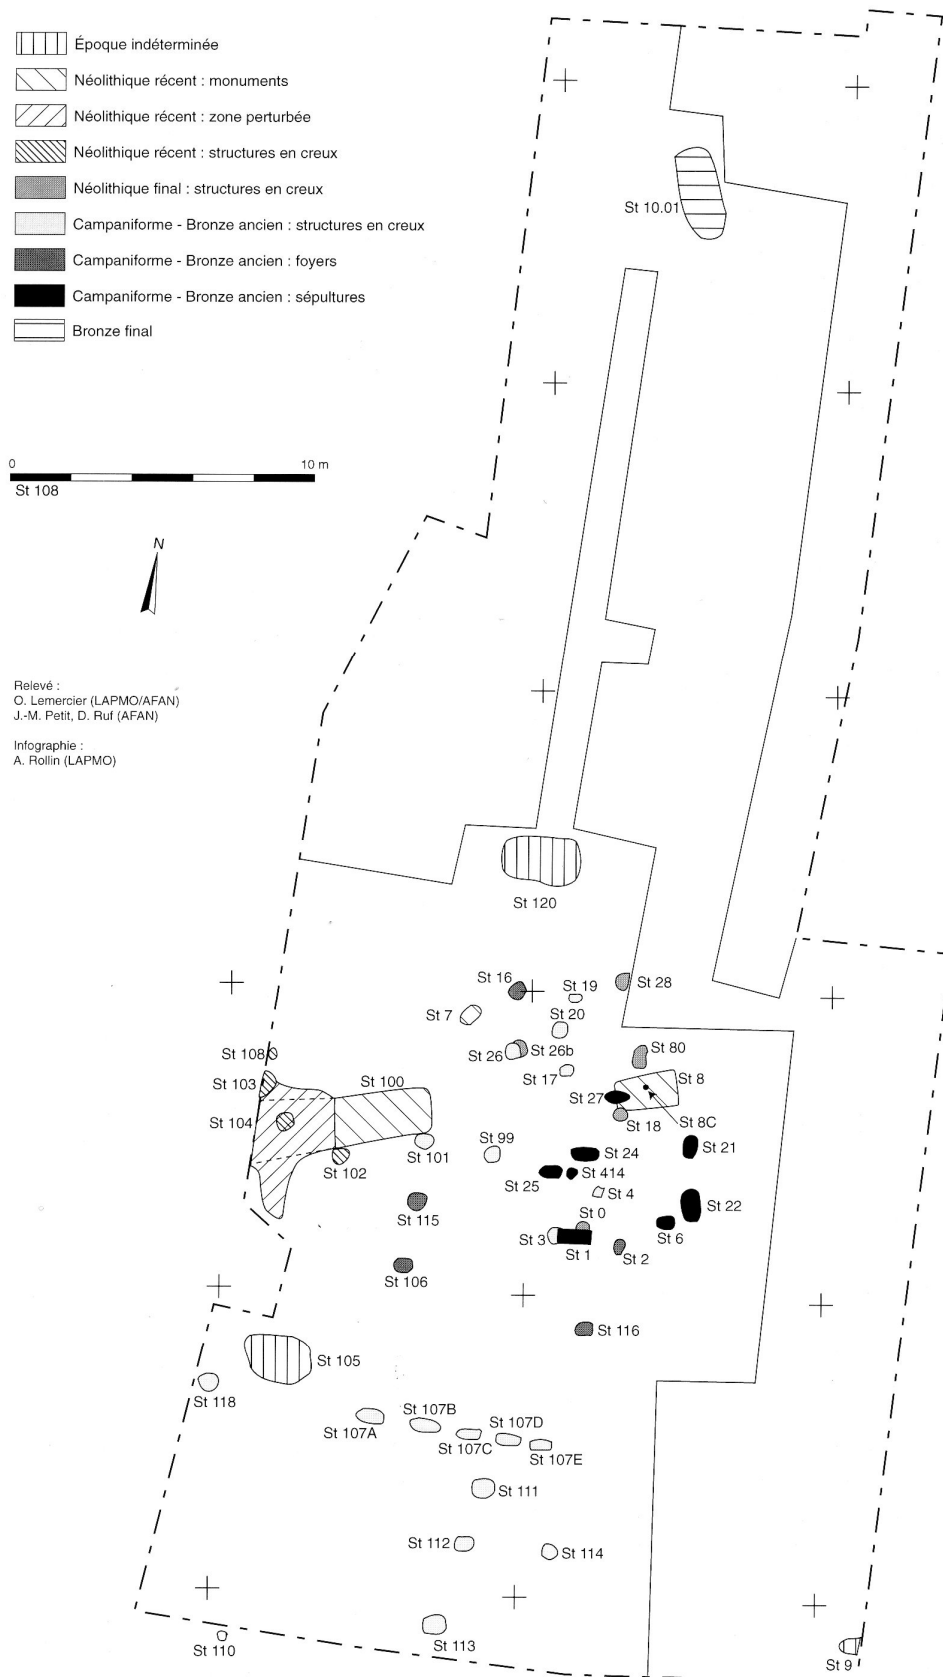 Époque indéterminée
Néolithique récent : monuments
Néolithique récent : zone perturbée
Néolithique récent : structures en creux
Néolithique final : structures en creux
Campaniforme - Bronze ancien : structures en creux
Campaniforme - Bronze ancien : foyers
Campaniforme - Bronze ancien : sépultures
Bronze final
0 10 m
St 108
N
Relevé :
O. Lemercier (LAPMO/AFAN)
J.-M. Petit, D. Ruf (AFAN)
Infographie :
A. Rollin (LAPMO)
St 10.01
St 120
St 16
St 19
St 28
St 7
St 20
St 26
St 26b
St 80
St 17
St 8
St 108
St 103
St 100
St 27
St 104
St 18
St 8C
St 99
St 24
St 21
St 101
St 102
St 25
St 414
St 4
St 22
St 115
St 0
St 3
St 1
St 6
St 2
St 106
St 116
St 105
St 118
St 107A
St 107B
St 107C
St 107D
St 107E
St 111
St 112
St 114
St 113
St 110
St 9